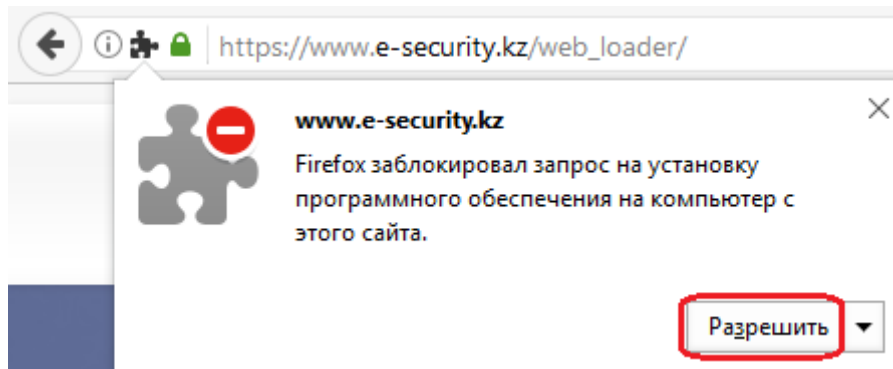 https://www.e-security.kz/web_loader/
www.e-security.kz
Firefox заблокировал запрос на установку
программного обеспечения на компьютер с
этого сайта.
Разрешить